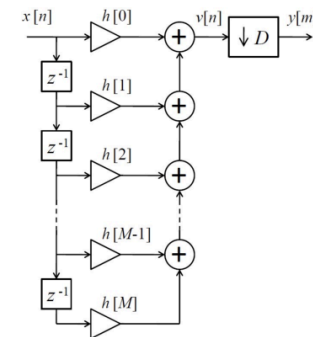 x[n] h[0] v[n] ↓D y[m
z⁻¹
h[1]
z⁻¹
h[2]
h[M-1]
z⁻¹
h[M]